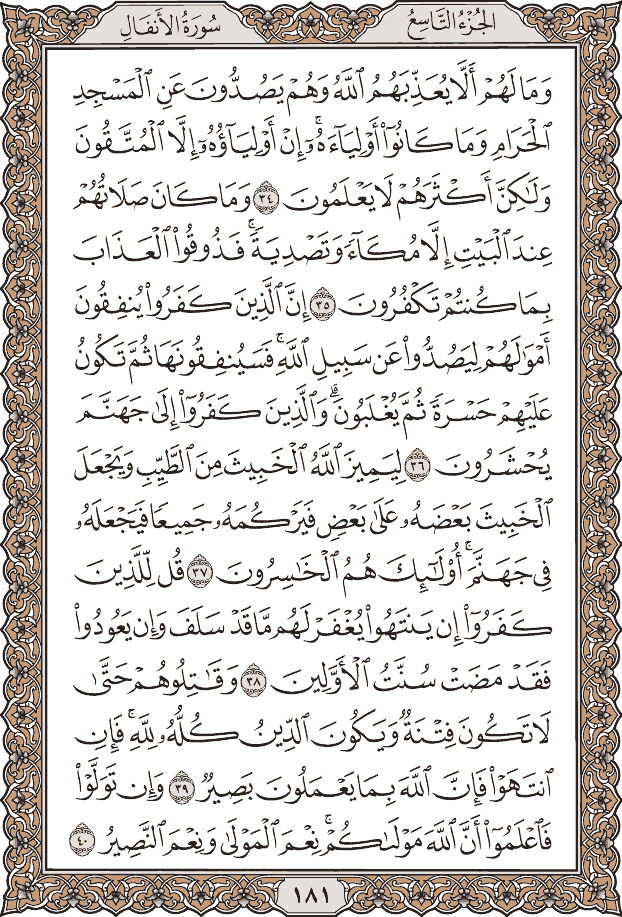 الجُزْءُ التَّاسِعُ
سُورَةُ الأَنفَالِ
وَمَا لَهُمْ أَلَّا يُعَذِّبَهُمُ ٱللَّهُ وَهُمْ يَصُدُّونَ عَنِ ٱلْمَسْجِدِ
ٱلْحَرَامِ وَمَا كَانُوٓا۟ أَوْلِيَآءَهُۥٓ ۚ إِنْ أَوْلِيَآؤُهُۥٓ إِلَّا ٱلْمُتَّقُونَ
وَلَٰكِنَّ أَكْثَرَهُمْ لَا يَعْلَمُونَ ٣٤ وَمَا كَانَ صَلَاتُهُمْ
عِندَ ٱلْبَيْتِ إِلَّا مُكَآءً وَتَصْدِيَةً ۚ فَذُوقُوا۟ ٱلْعَذَابَ
بِمَا كُنتُمْ تَكْفُرُونَ ٣٥ إِنَّ ٱلَّذِينَ كَفَرُوا۟ يُنفِقُونَ
أَمْوَٰلَهُمْ لِيَصُدُّوا۟ عَن سَبِيلِ ٱللَّهِ ۚ فَسَيُنفِقُونَهَا ثُمَّ تَكُونُ
عَلَيْهِمْ حَسْرَةً ثُمَّ يُغْلَبُونَ ۗ وَٱلَّذِينَ كَفَرُوٓا۟ إِلَىٰ جَهَنَّمَ
يُحْشَرُونَ ٣٦ لِيَمِيزَ ٱللَّهُ ٱلْخَبِيثَ مِنَ ٱلطَّيِّبِ وَيَجْعَلَ
ٱلْخَبِيثَ بَعْضَهُۥ عَلَىٰ بَعْضٍ فَيَرْكُمَهُۥ جَمِيعًا فَيَجْعَلَهُۥ
فِى جَهَنَّمَ ۚ أُو۟لَٰٓئِكَ هُمُ ٱلْخَٰسِرُونَ ٣٧ قُل لِّلَّذِينَ
كَفَرُوٓا۟ إِن يَنتَهُوا۟ يُغْفَرْ لَهُم مَّا قَدْ سَلَفَ وَإِن يَعُودُوا۟
فَقَدْ مَضَتْ سُنَّتُ ٱلْأَوَّلِينَ ٣٨ وَقَٰتِلُوهُمْ حَتَّىٰ
لَا تَكُونَ فِتْنَةٌ وَيَكُونَ ٱلدِّينُ كُلُّهُۥ لِلَّهِ ۚ فَإِنِ
ٱنتَهَوْا۟ فَإِنَّ ٱللَّهَ بِمَا يَعْمَلُونَ بَصِيرٌ ٣٩ وَإِن تَوَلَّوْا۟
فَٱعْلَمُوٓا۟ أَنَّ ٱللَّهَ مَوْلَىٰكُمْ ۚ نِعْمَ ٱلْمَوْلَىٰ وَنِعْمَ ٱلنَّصِيرُ ٤٠
١٨١